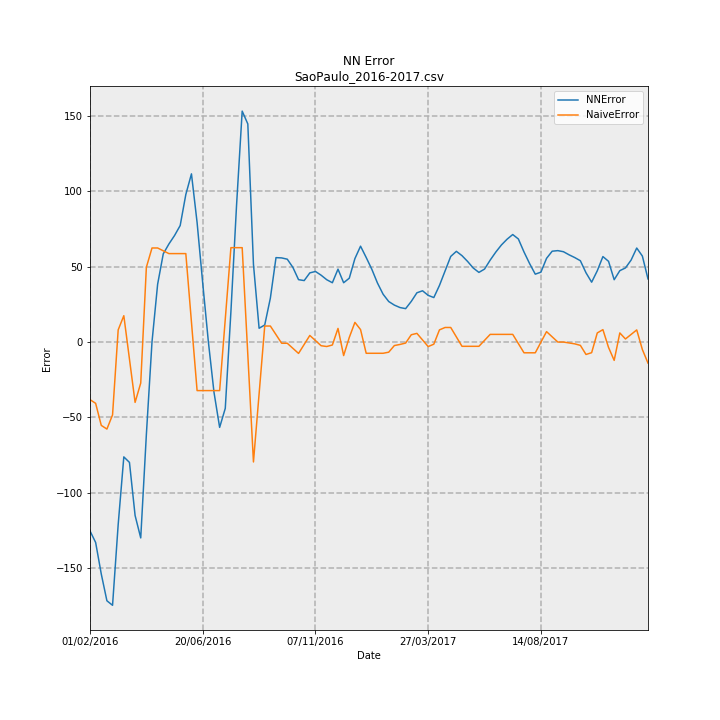 NN Error
SaoPaulo_2016-2017.csv
NNError
NaiveError
Error
150
100
50
0
−50
−100
−150
01/02/2016 20/06/2016 07/11/2016 27/03/2017 14/08/2017
Date